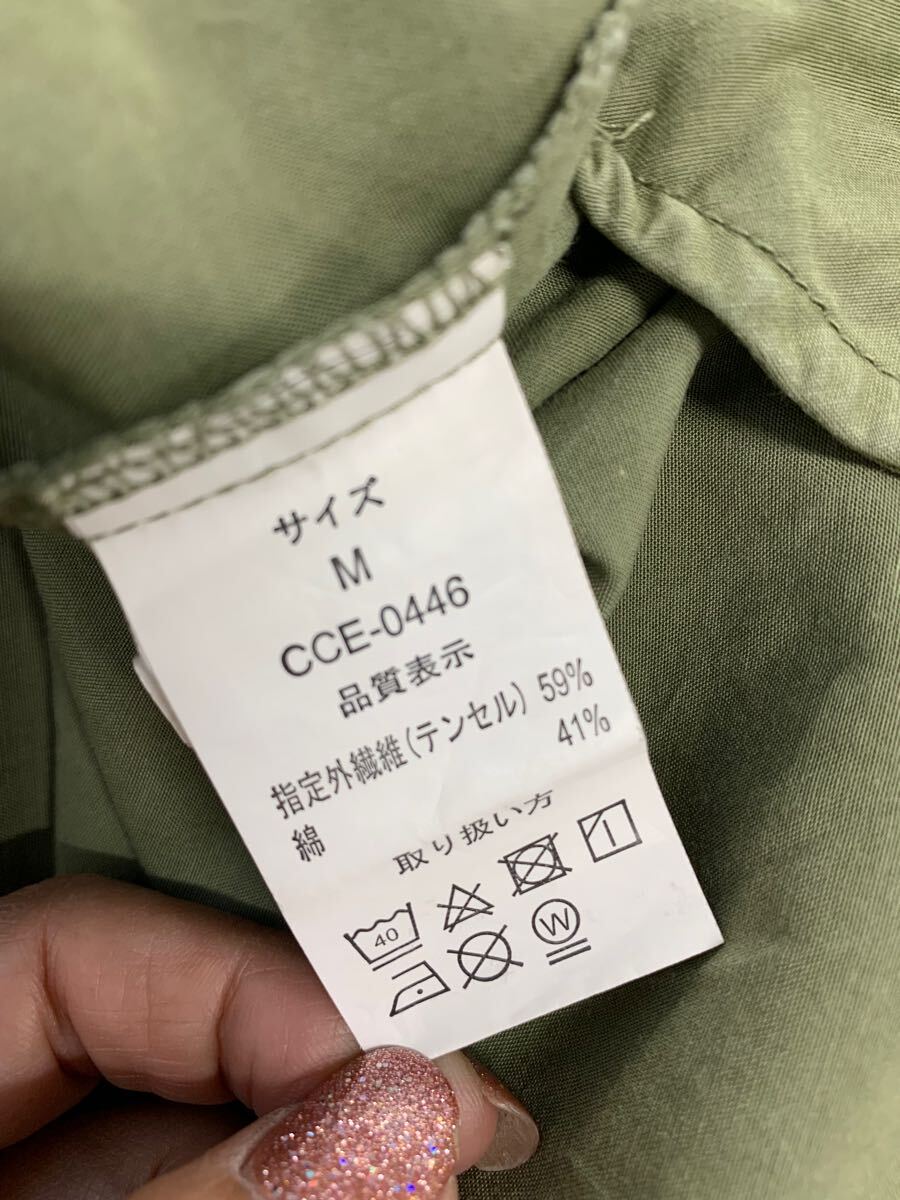 サイズ
M
CCE-0446
品質表示
指定外繊維(テンセル) 59%
綿 41%
取り扱い方
40
W